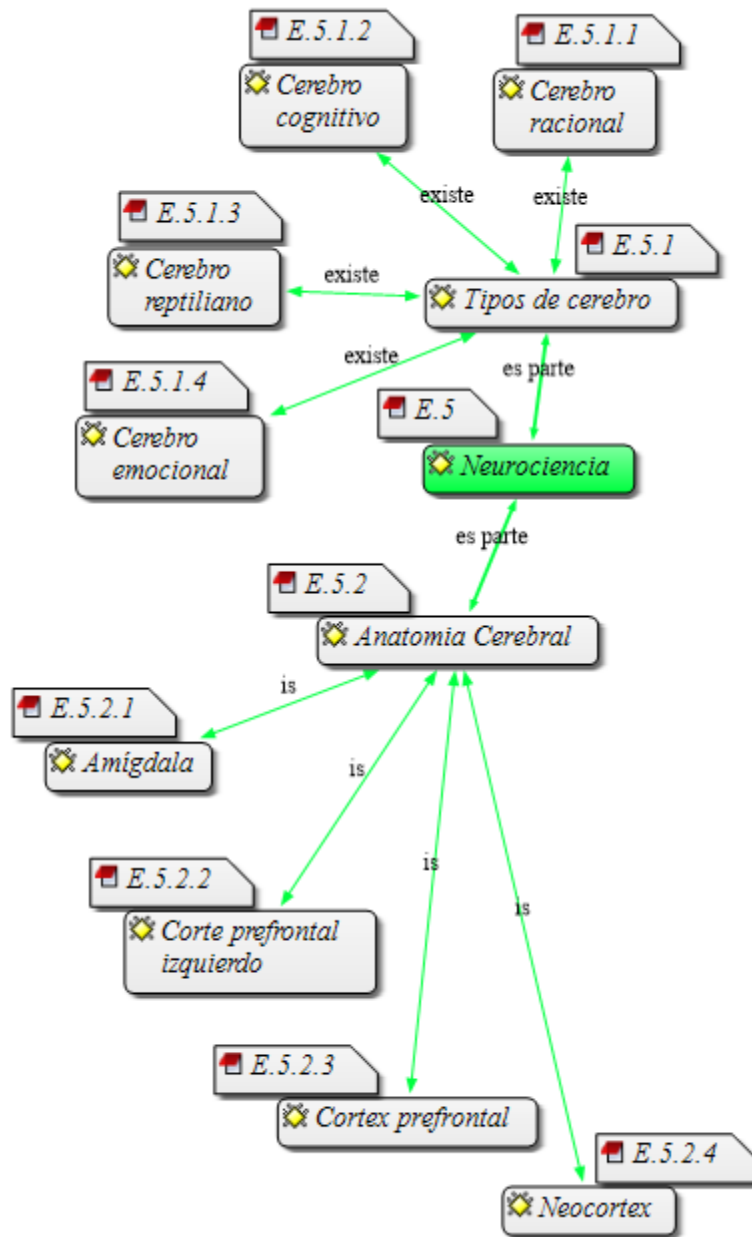 E.5.1.2
Cerebro
cognitivo
E.5.1.1
Cerebro
racional
existe
existe
E.5.1.3
Cerebro
reptiliano
existe
E.5.1
Tipos de cerebro
existe
E.5.1.4
Cerebro
emocional
es parte
E.5
Neurociencia
es parte
E.5.2
Anatomia Cerebral
is
E.5.2.1
Amígdala
is
E.5.2.2
Corte prefrontal
izquierdo
is
is
E.5.2.3
Cortex prefrontal
E.5.2.4
Neocortex